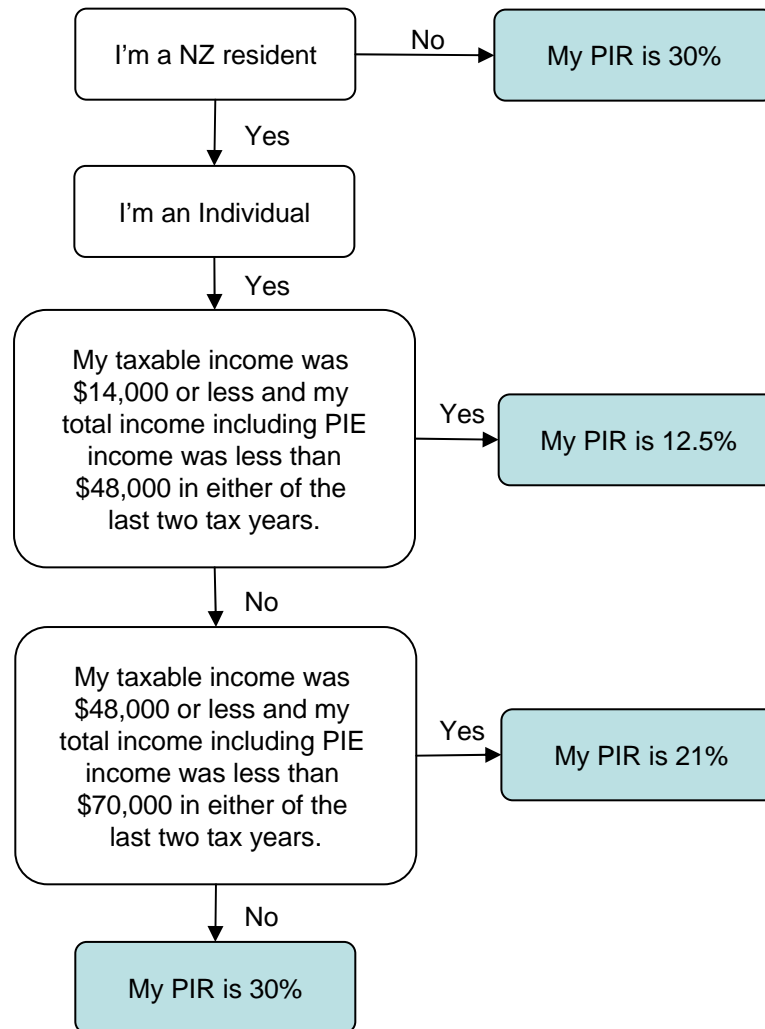 I’m a NZ resident
No
My PIR is 30%
Yes
I’m an Individual
Yes
My taxable income was
$14,000 or less and my
total income including PIE
income was less than
$48,000 in either of the
last two tax years.
Yes
My PIR is 12.5%
No
My taxable income was
$48,000 or less and my
total income including PIE
income was less than
$70,000 in either of the
last two tax years.
Yes
My PIR is 21%
No
My PIR is 30%